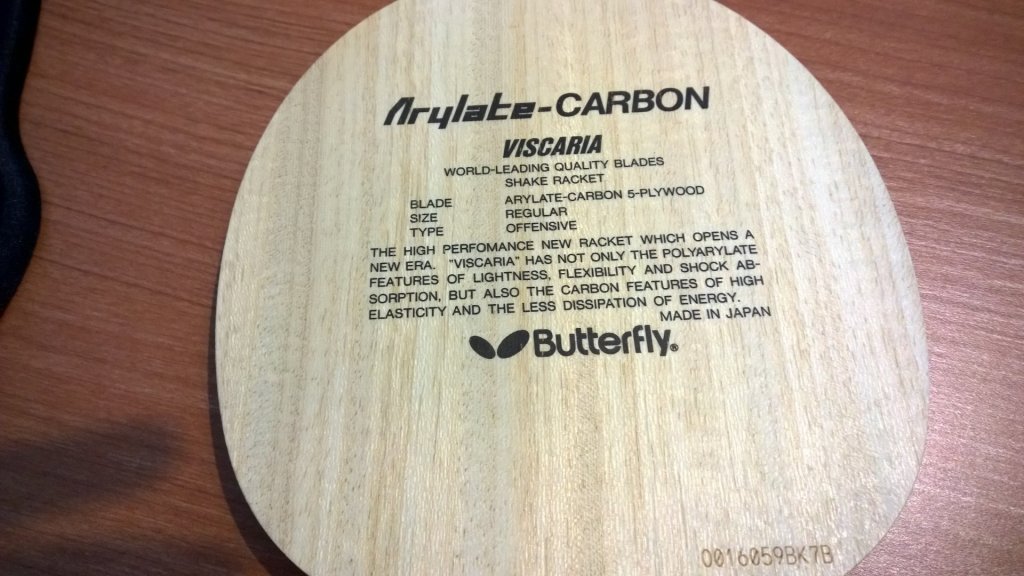 Arylate-CARBON
VISCARIA
WORLD-LEADING QUALITY BLADES
SHAKE RACKET
BLADE ARYLATE-CARBON 5-PLYWOOD
SIZE REGULAR
TYPE OFFENSIVE
THE HIGH PERFOMANCE NEW RACKET WHICH OPENS A
NEW ERA. "VISCARIA" HAS NOT ONLY THE POLYARYLATE
FEATURES OF LIGHTNESS, FLEXIBILITY AND SHOCK AB-
SORPTION, BUT ALSO THE CARBON FEATURES OF HIGH
ELASTICITY AND THE LESS DISSIPATION OF ENERGY.
MADE IN JAPAN
Butterfly®
0016059BK7B